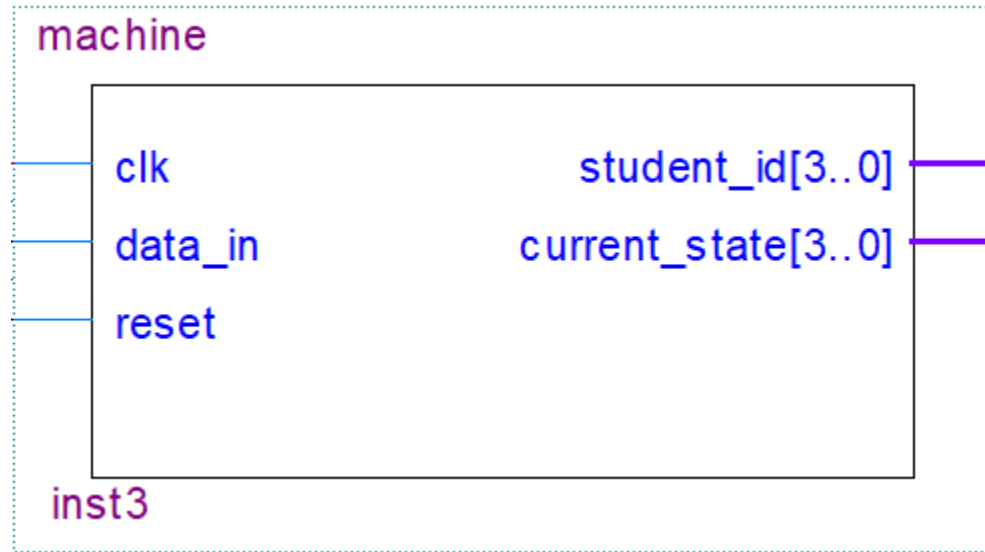 machine
clk student_id[3..0]
data_in current_state[3..0]
reset
inst3